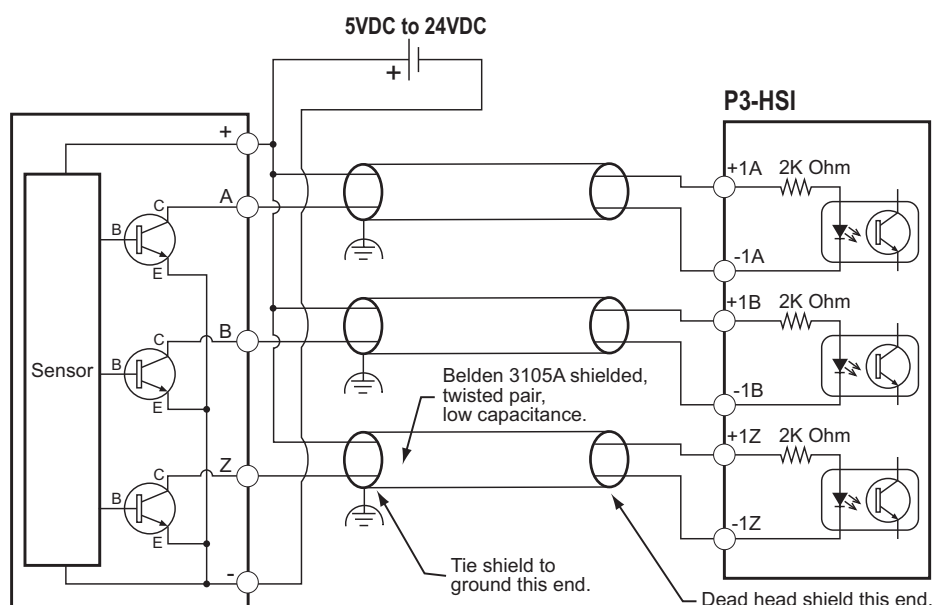 5VDC to 24VDC
+
P3-HSI
+
A
C
B
E
Sensor
B
C
B
E
Z
C
B
E
-
+1A 2K Ohm
-1A
+1B 2K Ohm
-1B
+1Z 2K Ohm
-1Z
Belden 3105A shielded,
twisted pair,
low capacitance.
Tie shield to
ground this end.
Dead head shield this end.